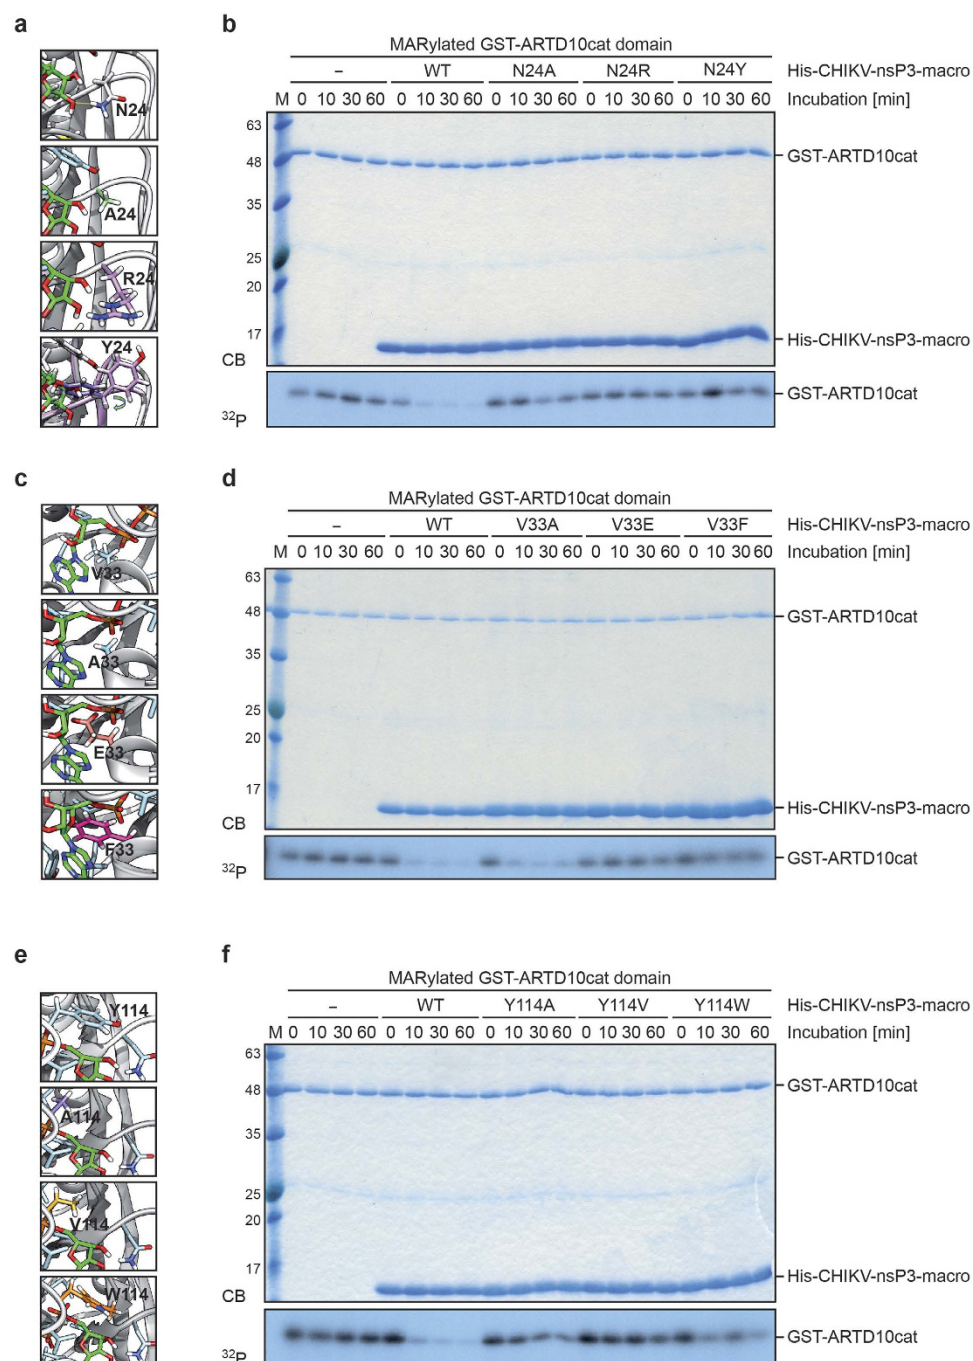 a
N24
A24
R24
Y24
b
MARylated GST-ARTD10cat domain
– WT N24A N24R N24Y His-CHIKV-nsP3-macro
M 0 10 30 60 0 10 30 60 0 10 30 60 0 10 30 60 0 10 30 60 Incubation [min]
63
48 GST-ARTD10cat
35
25
20
17 His-CHIKV-nsP3-macro
CB
GST-ARTD10cat
32P
c
V33
A33
E33
F33
d
MARylated GST-ARTD10cat domain
– WT V33A V33E V33F His-CHIKV-nsP3-macro
M 0 10 30 60 0 10 30 60 0 10 30 60 0 10 30 60 0 10 30 60 Incubation [min]
63
48 GST-ARTD10cat
35
25
20
17
His-CHIKV-nsP3-macro
CB
GST-ARTD10cat
32P
e
Y114
A114
V114
W114
f
MARylated GST-ARTD10cat domain
– WT Y114A Y114V Y114W His-CHIKV-nsP3-macro
M 0 10 30 60 0 10 30 60 0 10 30 60 0 10 30 60 0 10 30 60 Incubation [min]
63
48 GST-ARTD10cat
35
25
20
17 His-CHIKV-nsP3-macro
CB
GST-ARTD10cat
32P